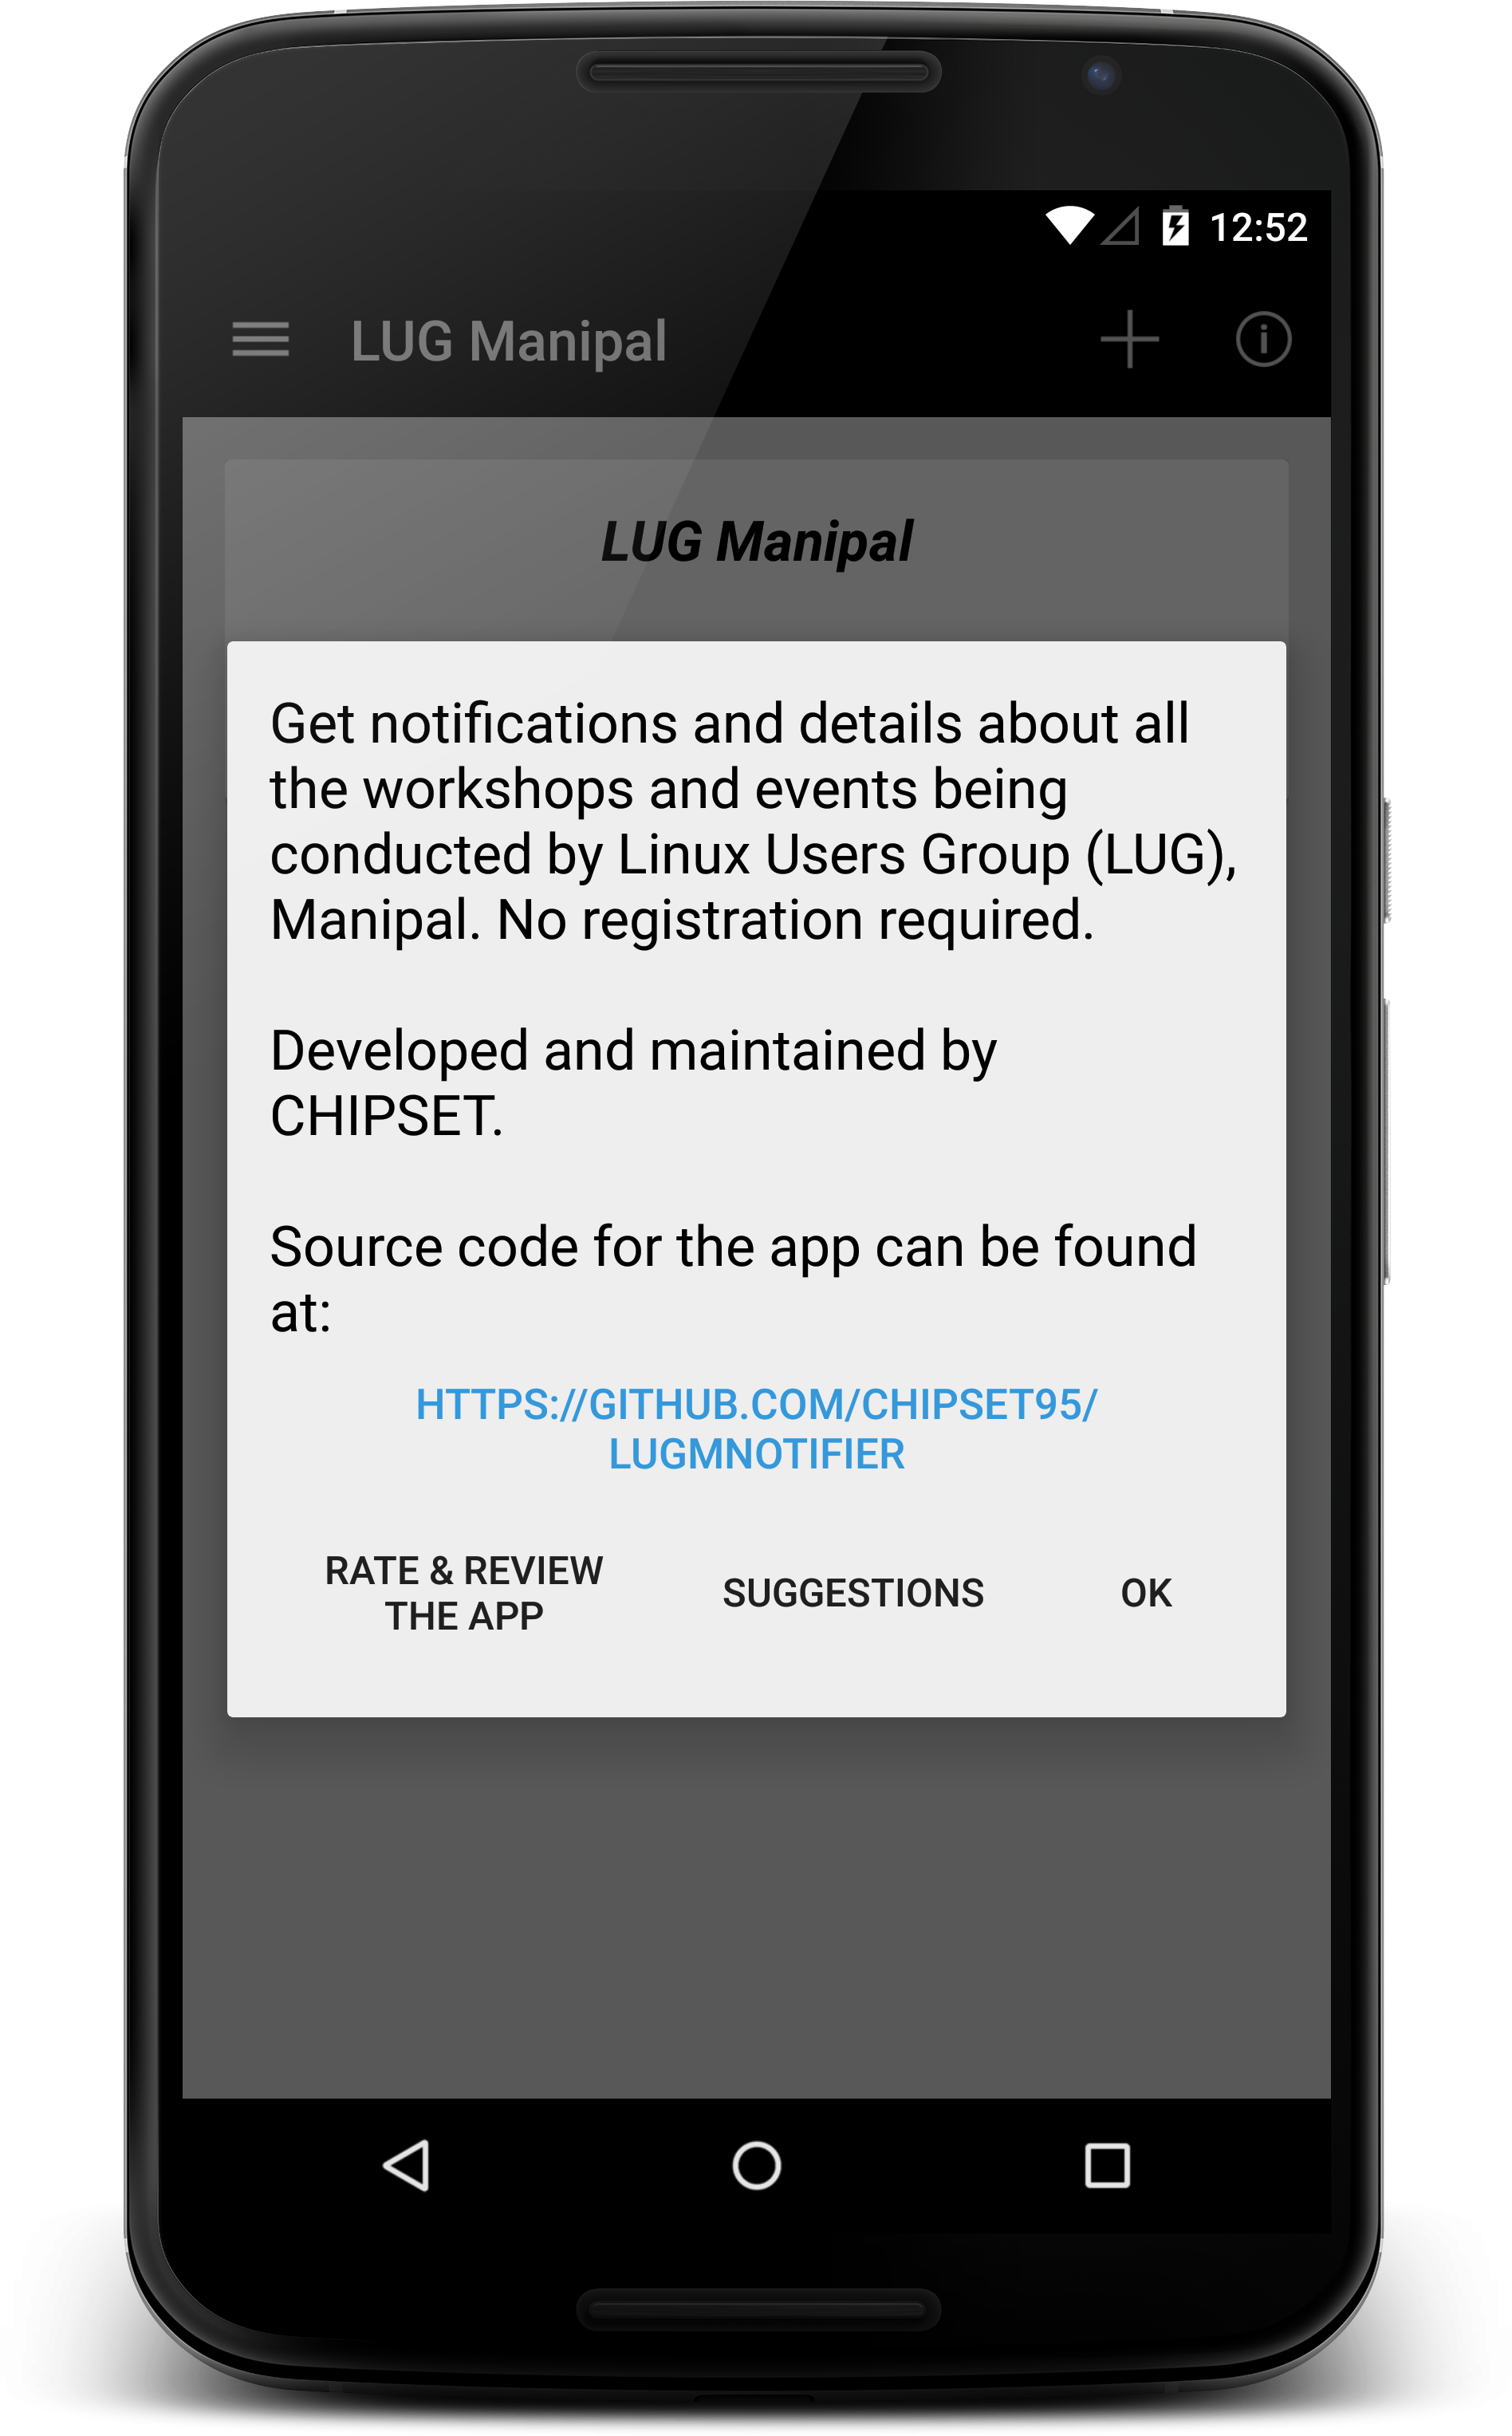 12:52
LUG Manipal
LUG Manipal
Get notifications and details about all
the workshops and events being
conducted by Linux Users Group (LUG),
Manipal. No registration required.
Developed and maintained by
CHIPSET.
Source code for the app can be found
at:
HTTPS://GITHUB.COM/CHIPSET95/
LUGMNOTIFIER
RATE & REVIEW
THE APP
SUGGESTIONS
OK